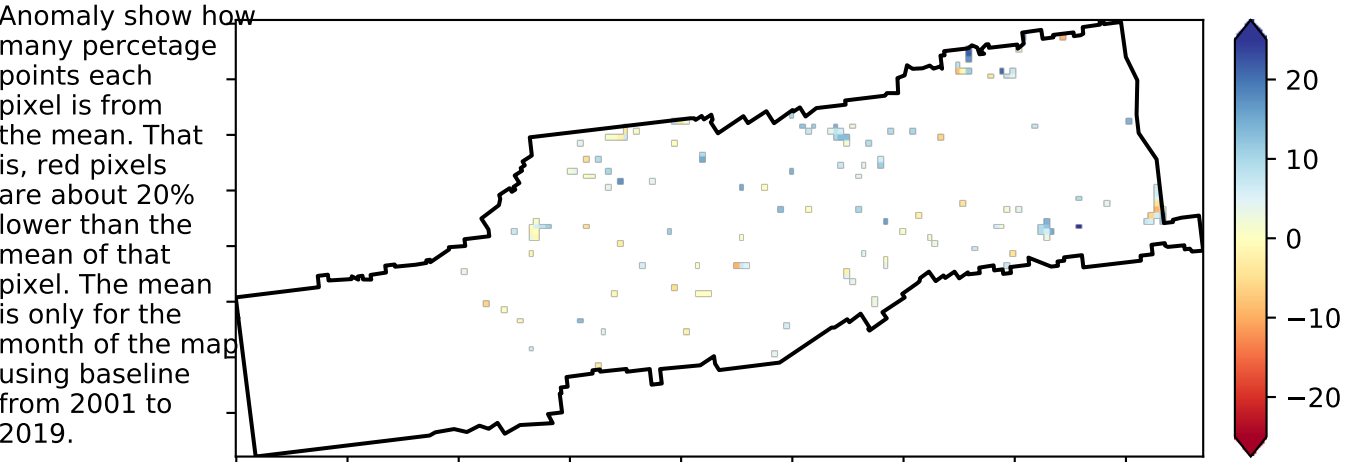 Anomaly show how
many percetage
points each
pixel is from
the mean. That
is, red pixels
are about 20%
lower than the
mean of that
pixel. The mean
is only for the
month of the map
using baseline
from 2001 to
2019.
20
10
0
−10
−20